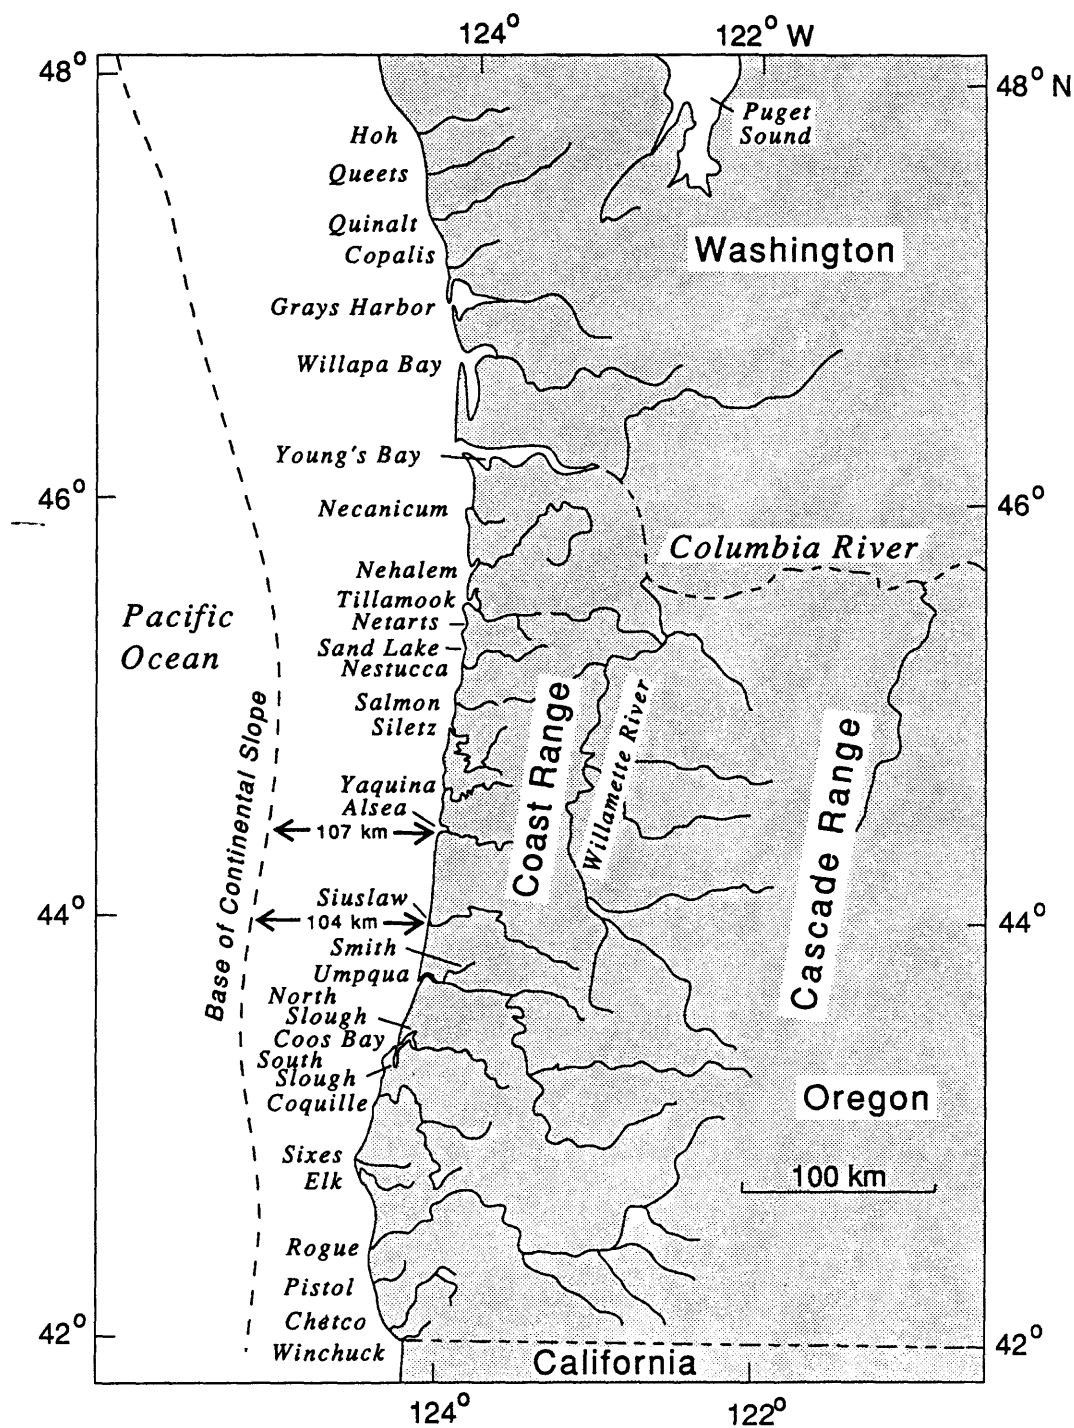 124° 122° W
48° 48° N
Puget
Sound
Hoh
Queets
Quinalt
Copalis
Washington
Grays Harbor
Willapa Bay
Young's Bay
46° 46°
Necanicum
Columbia River
Nehalem
Tillamook
Netarts
Pacific
Ocean
Sand Lake
Nestucca
Salmon
Siletz
Base of Continental Slope
Coast Range
Willamette River
Cascade Range
Yaquina
Alsea
107 km
Siuslaw
44° 44°
104 km
Smith
Umpqua
North
Slough
Coos Bay
South
Slough
Coquille
Oregon
Sixes
Elk
100 km
Rogue
Pistol
Chetco
42° 42°
Winchuck
California
124° 122°